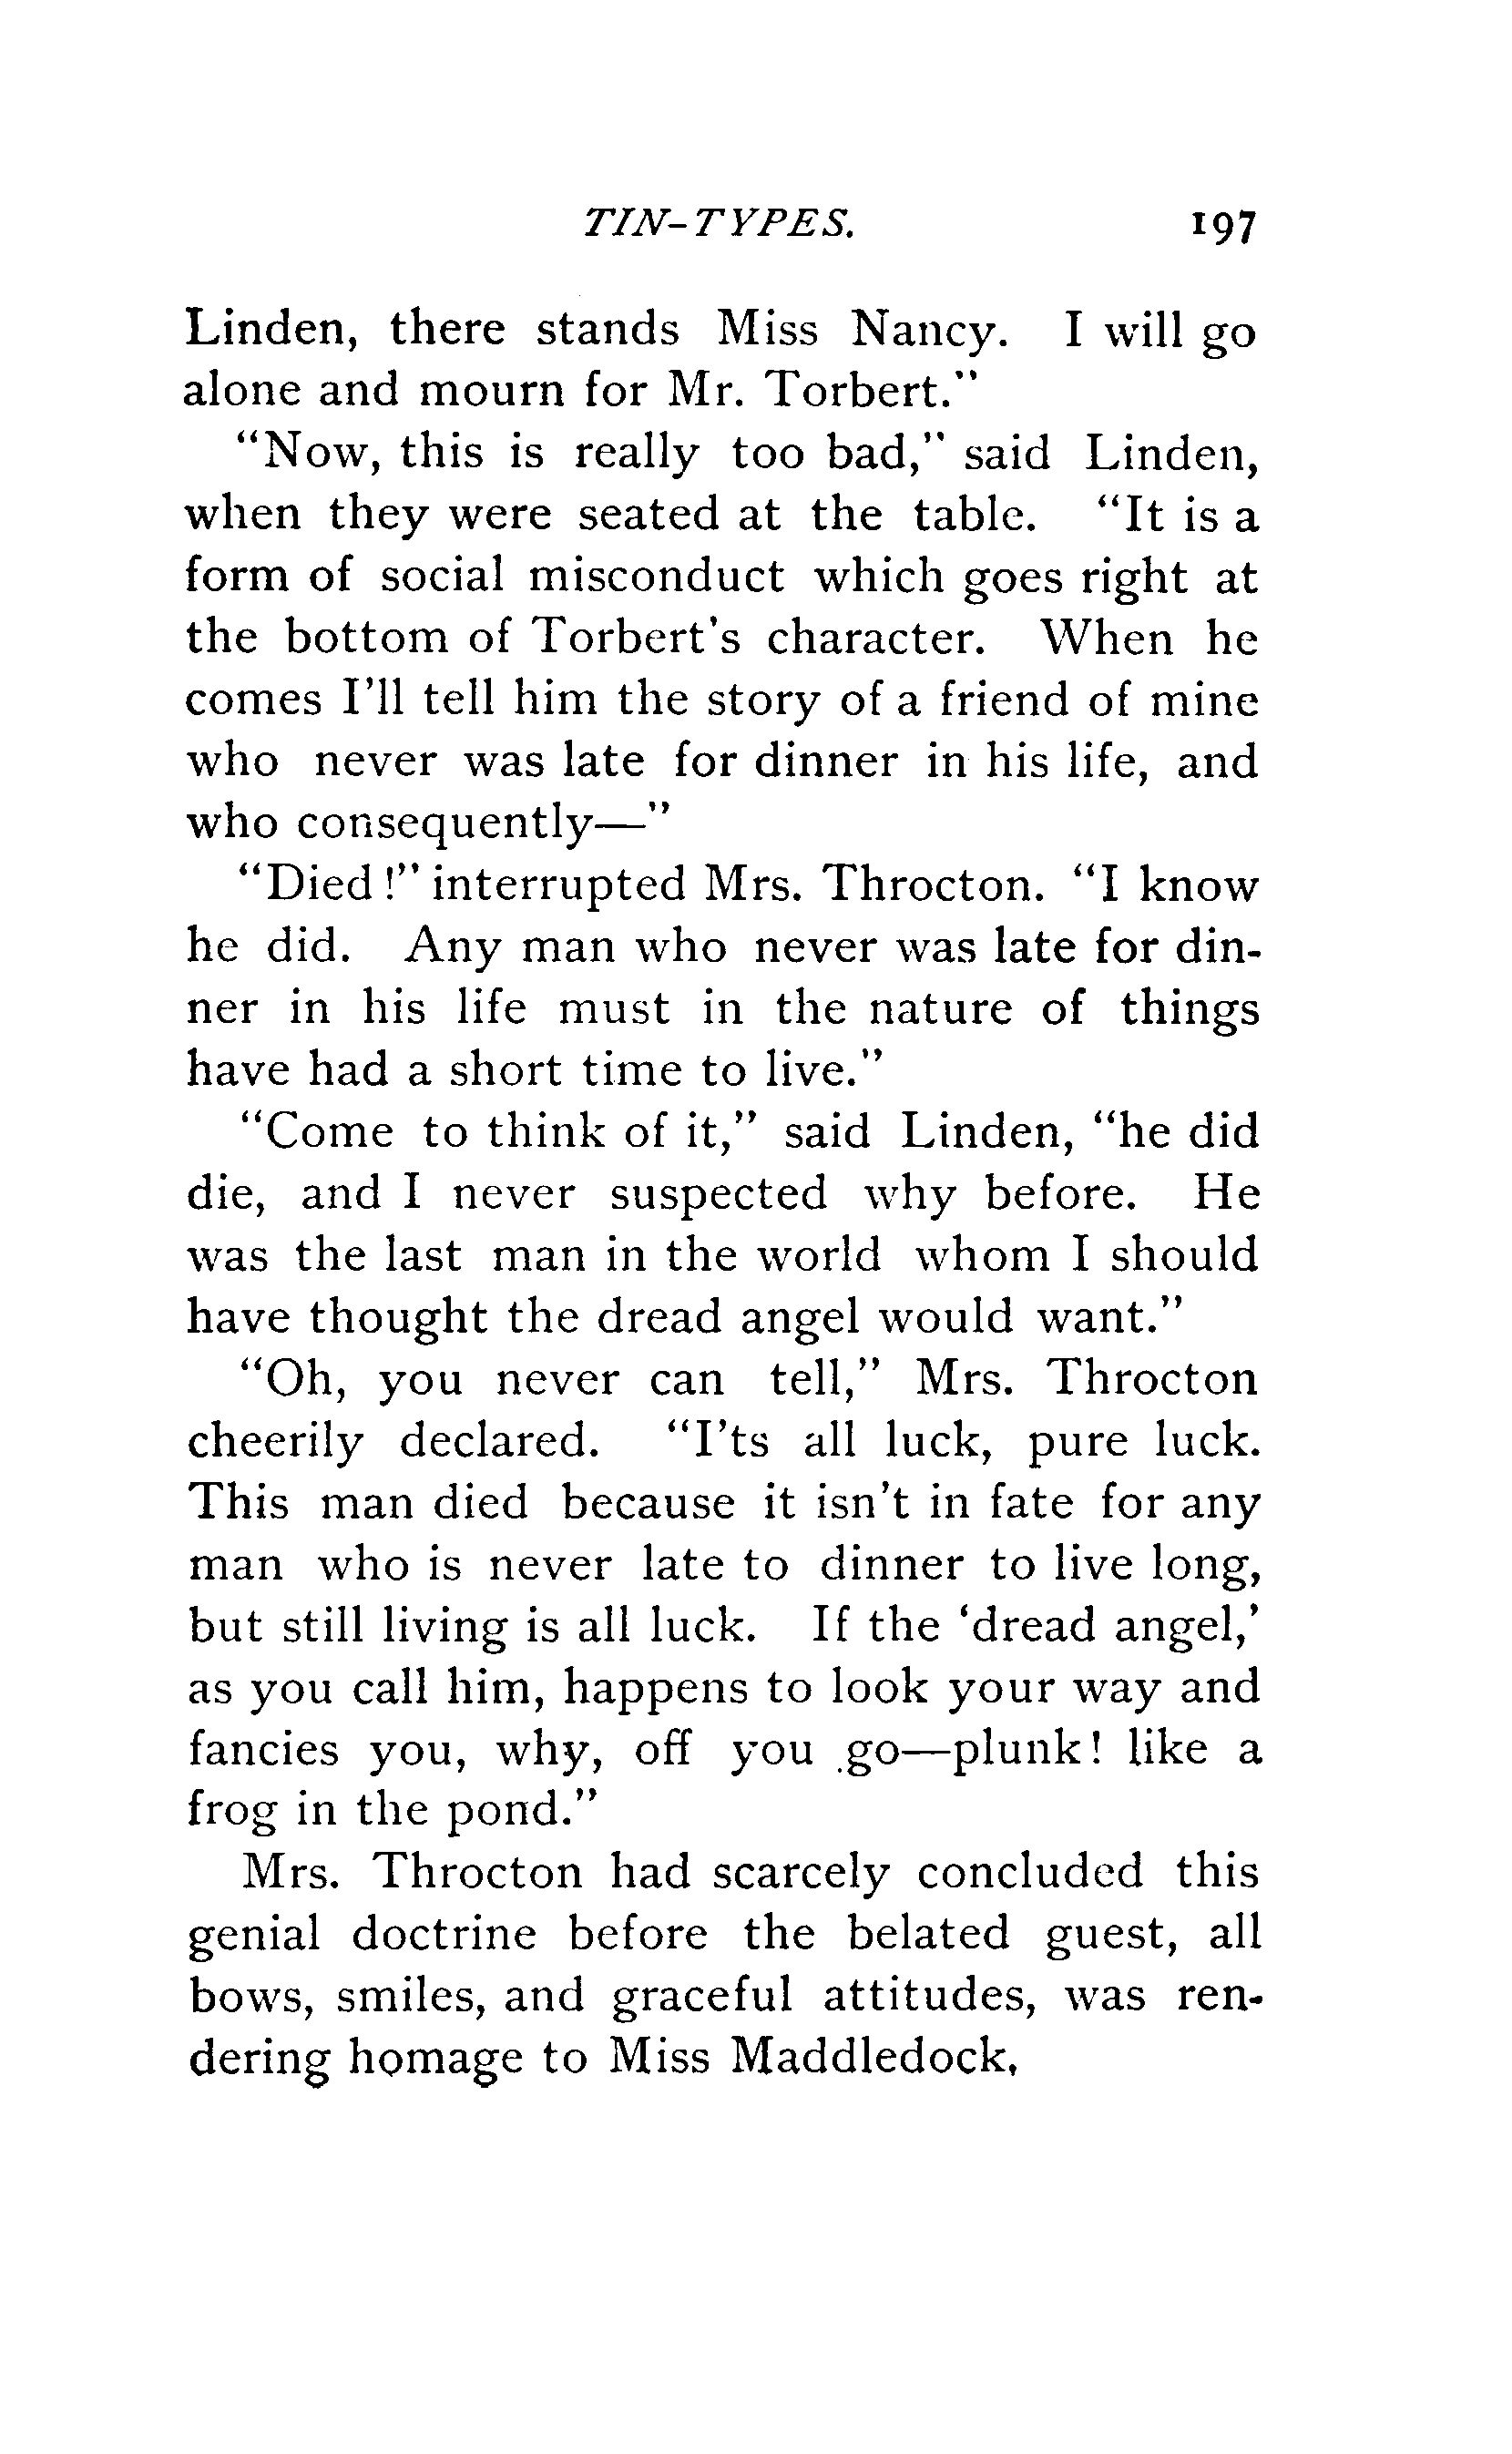 TIN-TYPES. 197
Linden, there stands Miss Nancy. I will go
alone and mourn for Mr. Torbert."
"Now, this is really too bad," said Linden,
when they were seated at the table. "It is a
form of social misconduct which goes right at
the bottom of Torbert's character. When he
comes I'll tell him the story of a friend of mine
who never was late for dinner in his life, and
who consequently—"
"Died!" interrupted Mrs. Throcton. "I know
he did. Any man who never was late for din-
ner in his life must in the nature of things
have had a short time to live."
"Come to think of it," said Linden, "he did
die, and I never suspected why before. He
was the last man in the world whom I should
have thought the dread angel would want."
"Oh, you never can tell," Mrs. Throcton
cheerily declared. "I'ts all luck, pure luck.
This man died because it isn't in fate for any
man who is never late to dinner to live long,
but still living is all luck. If the 'dread angel,'
as you call him, happens to look your way and
fancies you, why, off you go—plunk! like a
frog in the pond."
Mrs. Throcton had scarcely concluded this
genial doctrine before the belated guest, all
bows, smiles, and graceful attitudes, was ren-
dering homage to Miss Maddledock,